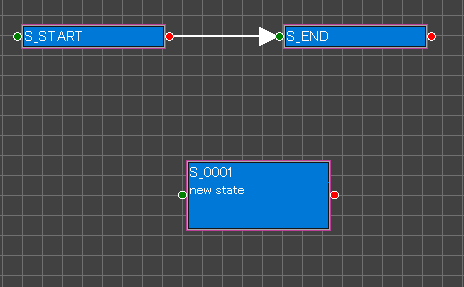 S_START
S_END
S_0001
new state